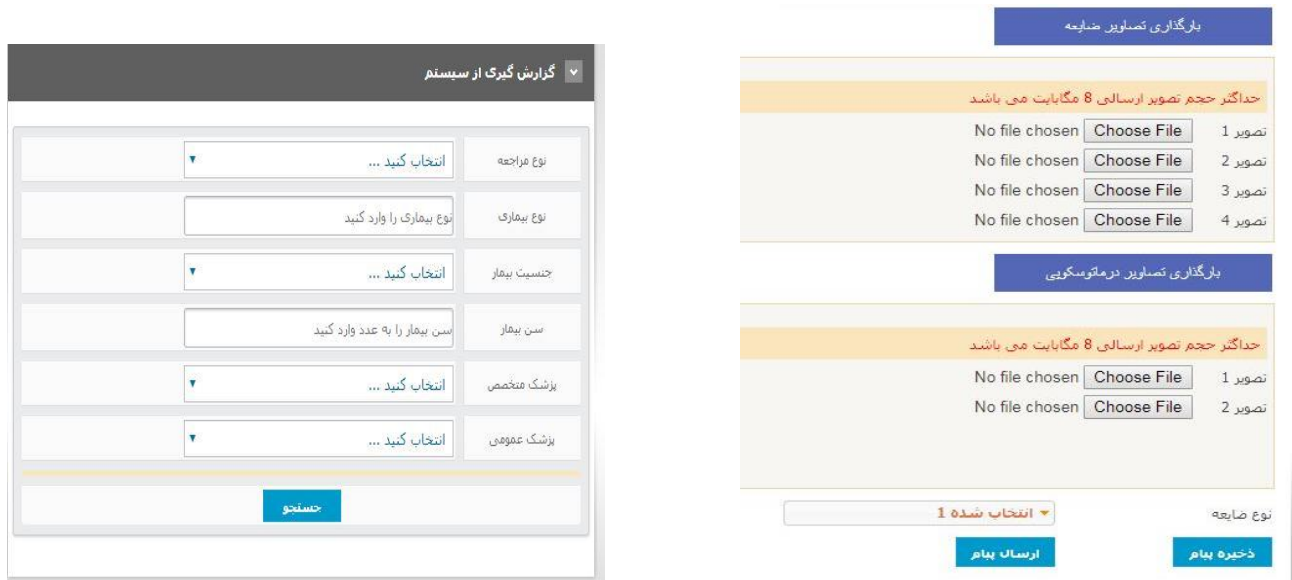 گزارش گیری از سیستم
نوع مراجعه
انتخاب کنید ...
نوع بیماری
نوع بیماری را وارد کنید
جنسیت بیمار
انتخاب کنید ...
سن بیمار
سن بیمار را به عدد وارد کنید
پزشک متخصص
انتخاب کنید ...
پزشک عمومی
انتخاب کنید ...
جستجو
بارگذاری تصاویر ضایعه
حداکثر حجم تصویر ارسالی 8 مگابایت می باشد
تصویر 1 Choose File No file chosen
تصویر 2 Choose File No file chosen
تصویر 3 Choose File No file chosen
تصویر 4 Choose File No file chosen
بارگذاری تصاویر درماتوسکوپی
حداکثر حجم تصویر ارسالی 8 مگابایت می باشد
تصویر 1 Choose File No file chosen
تصویر 2 Choose File No file chosen
نوع ضایعه
انتخاب شده 1
ذخیره پیام
ارسال پیام